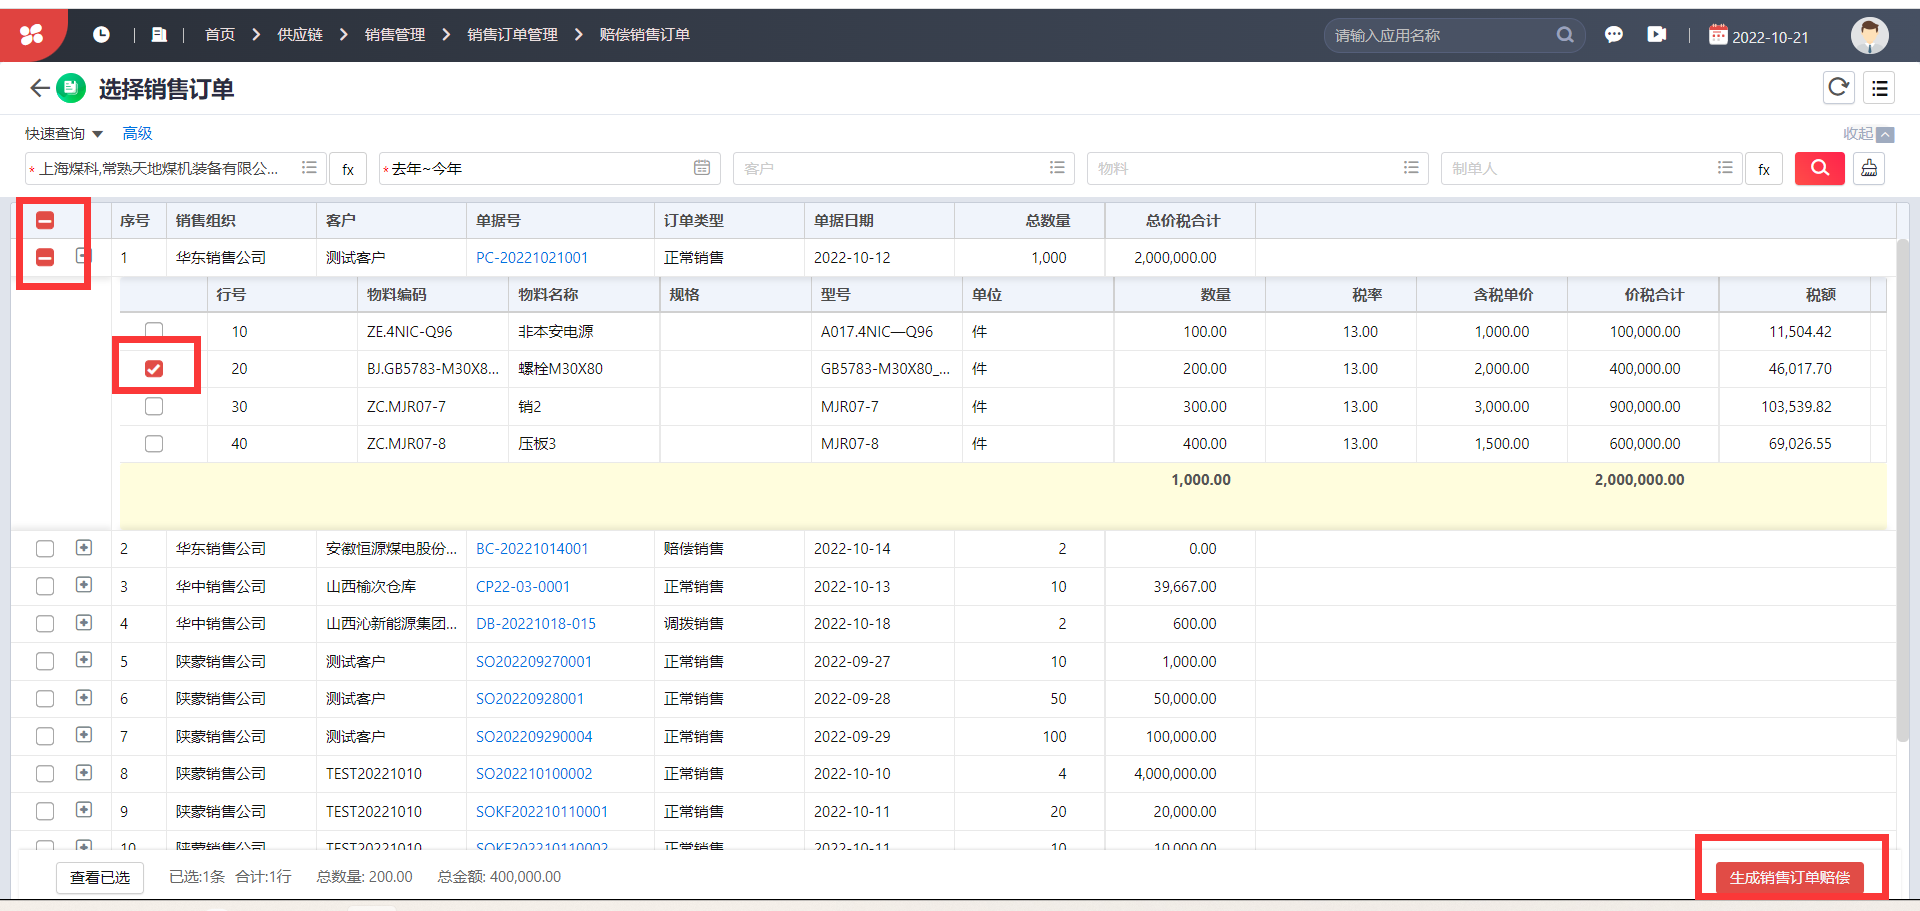 首页 供应链 销售管理 销售订单管理 赔偿销售订单 请输入应用名称 2022-10-21
选择销售订单
快速查询 高级 收起
* 上海煤科,常熟天地煤机装备有限公... fx * 去年~今年 客户 物料 制单人 fx
序号 销售组织 客户 单据号 订单类型 单据日期 总数量 总价税合计
1 华东销售公司 测试客户 PC-20221021001 正常销售 2022-10-12 1,000 2,000,000.00
行号 物料编码 物料名称 规格 型号 单位 数量 税率 含税单价 价税合计 税额
10 ZE.4NIC-Q96 非本安电源 A017.4NIC—Q96 件 100.00 13.00 1,000.00 100,000.00 11,504.42
20 BJ.GB5783-M30X8... 螺栓M30X80 GB5783-M30X80_... 件 200.00 13.00 2,000.00 400,000.00 46,017.70
30 ZC.MJR07-7 销2 MJR07-7 件 300.00 13.00 3,000.00 900,000.00 103,539.82
40 ZC.MJR07-8 压板3 MJR07-8 件 400.00 13.00 1,500.00 600,000.00 69,026.55
1,000.00 2,000,000.00
2 华东销售公司 安徽恒源煤电股份... BC-20221014001 赔偿销售 2022-10-14 2 0.00
3 华中销售公司 山西榆次仓库 CP22-03-0001 正常销售 2022-10-13 10 39,667.00
4 华中销售公司 山西沁新能源集团... DB-20221018-015 调拨销售 2022-10-18 2 600.00
5 陕蒙销售公司 测试客户 SO202209270001 正常销售 2022-09-27 10 1,000.00
6 陕蒙销售公司 测试客户 SO20220928001 正常销售 2022-09-28 50 50,000.00
7 陕蒙销售公司 测试客户 SO202209290004 正常销售 2022-09-29 100 100,000.00
8 陕蒙销售公司 TEST20221010 SO202210100002 正常销售 2022-10-10 4 4,000,000.00
9 陕蒙销售公司 TEST20221010 SOKF202210110001 正常销售 2022-10-11 20 20,000.00
10 陕蒙销售公司 TEST20221010 SOKF202210110002 正常销售 2022-10-11 10 10,000.00
查看已选 已选:1条 合计:1行 总数量: 200.00 总金额: 400,000.00 生成销售订单赔偿